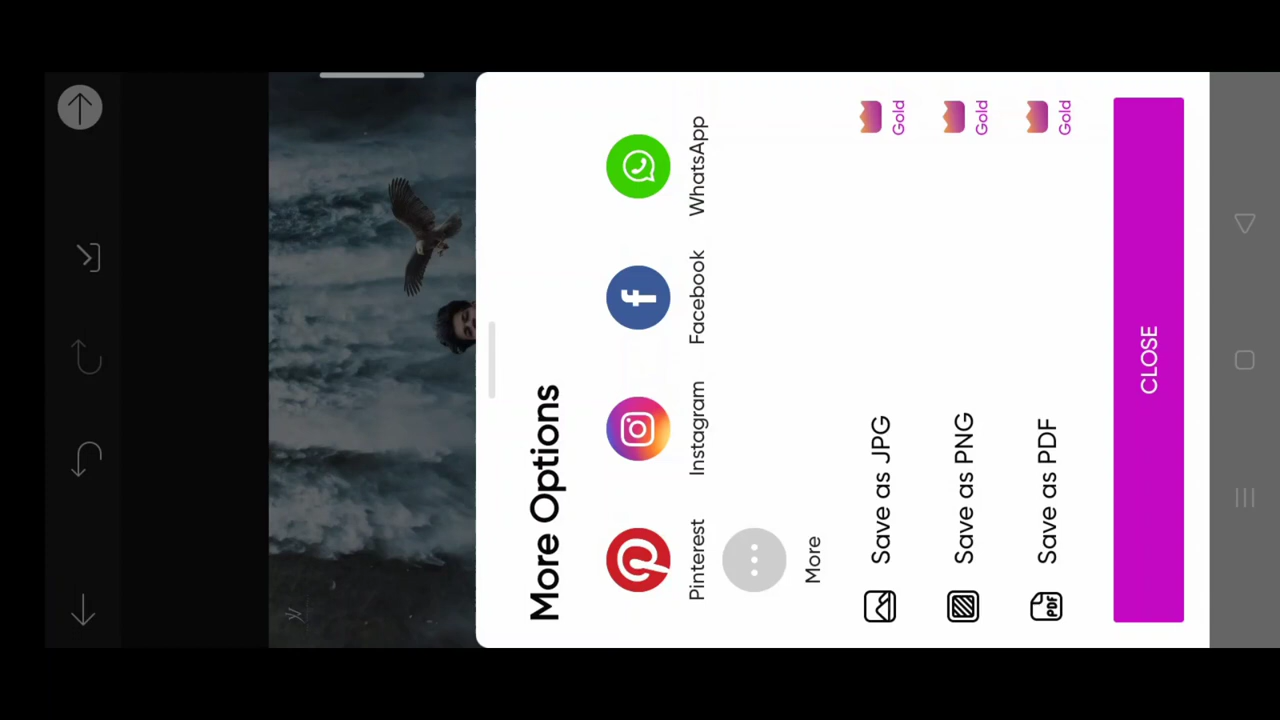 More Options
Pinterest
Instagram
Facebook
WhatsApp
More
Save as JPG
Gold
Save as PNG
Gold
PDF
Save as PDF
Gold
CLOSE